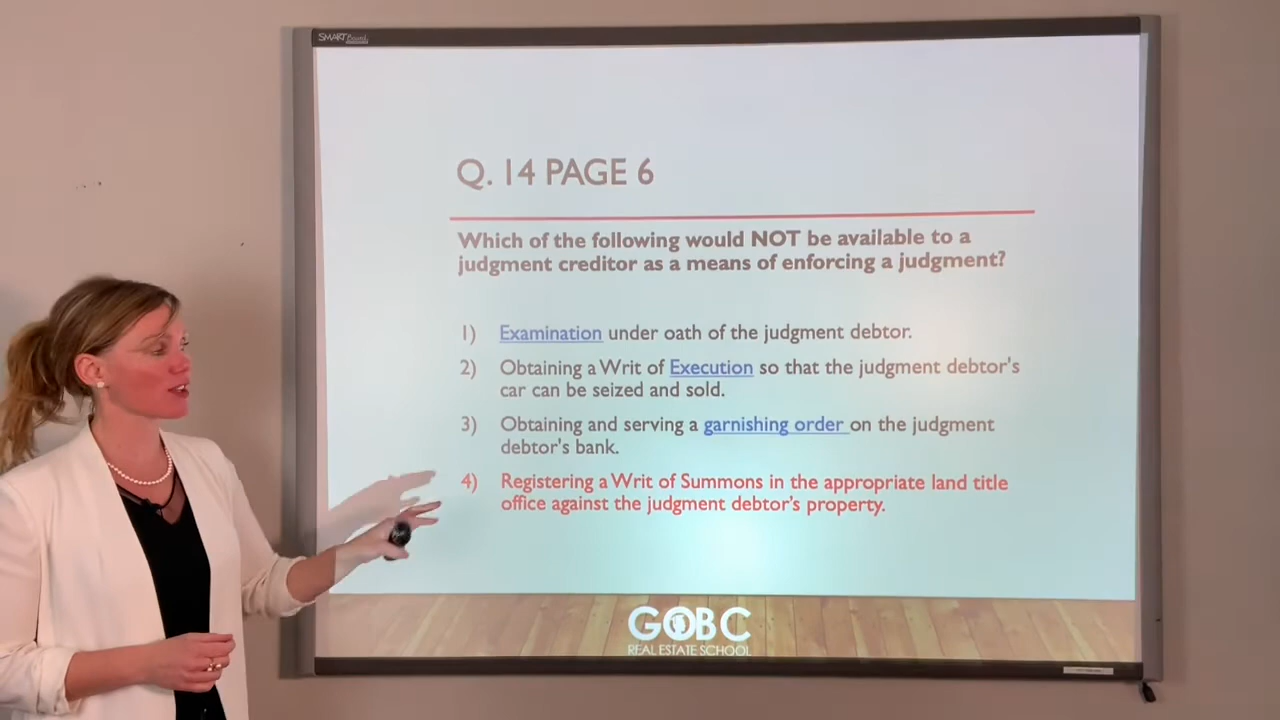 SMART Board
Q. 14 PAGE 6
Which of the following would NOT be available to a
judgment creditor as a means of enforcing a judgment?
1) Examination under oath of the judgment debtor.
2) Obtaining a Writ of Execution so that the judgment debtor's
car can be seized and sold.
3) Obtaining and serving a garnishing order on the judgment
debtor's bank.
4) Registering a Writ of Summons in the appropriate land title
office against the judgment debtor's property.
GOBC
REAL ESTATE SCHOOL